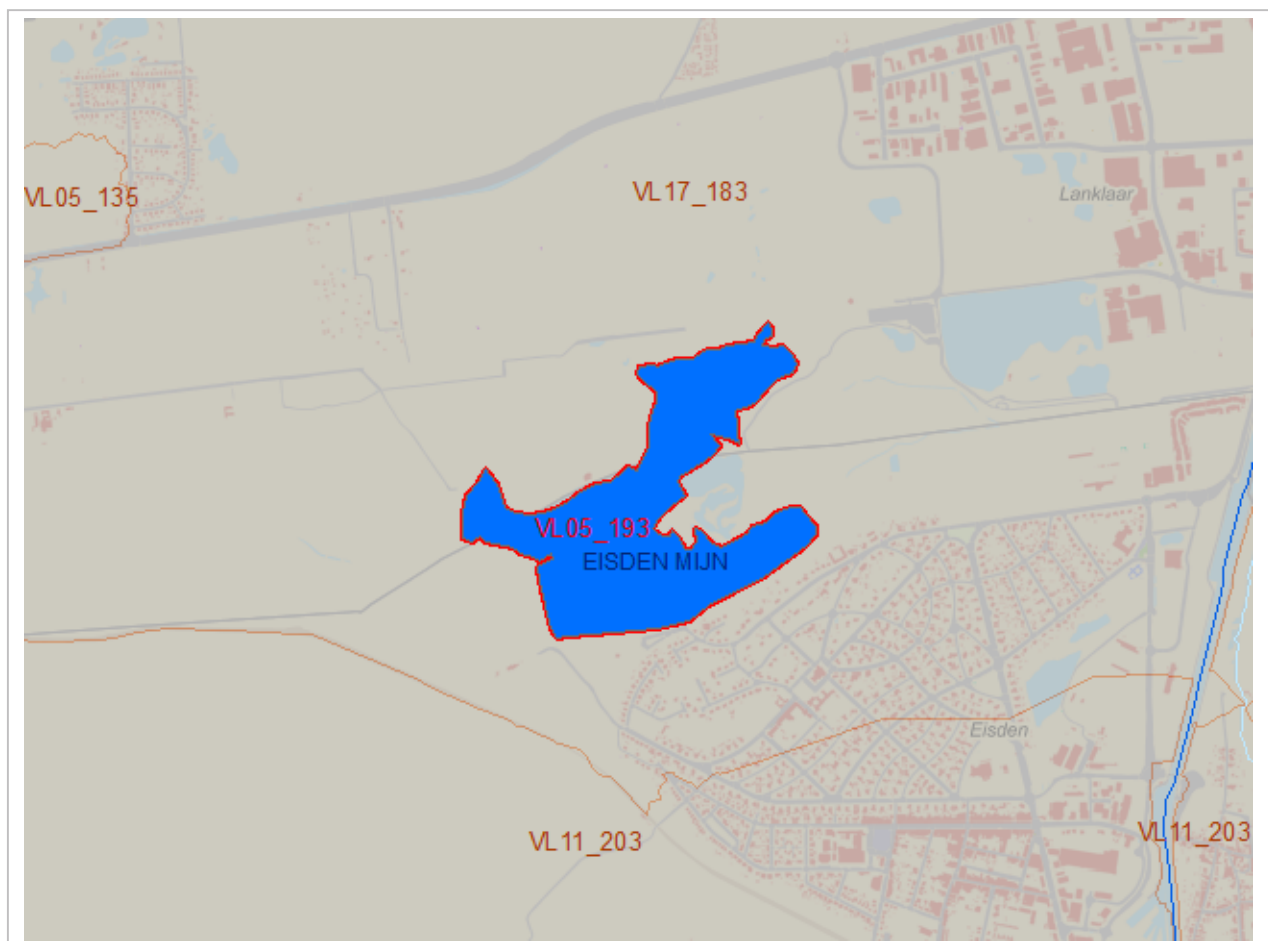 VL05_135
VL17_183
Lanklaar
VL05_193
EISDEN MIJN
Eisden
VL11_203
VL11_203